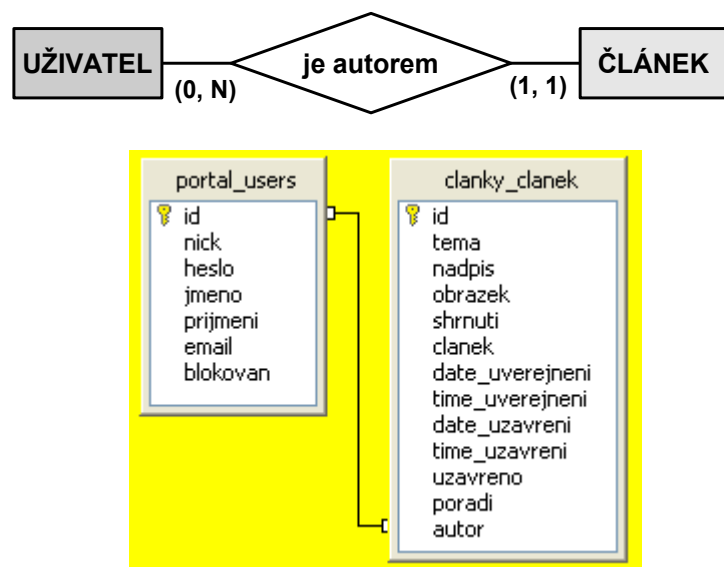 UŽIVATEL je autorem ČLÁNEK
(0, N) (1, 1)
portal_users
id
nick
heslo
jmeno
prijmeni
email
blokovan
clanky_clanek
id
tema
nadpis
obrazek
shrnuti
clanek
date_uverejneni
time_uverejneni
date_uzavreni
time_uzavreni
uzavreno
poradi
autor